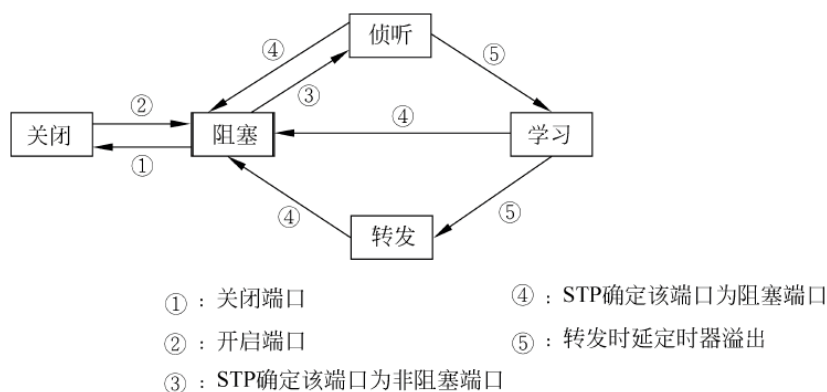 侦听
④
⑤
③
②
关闭
阻塞
④
学习
①
④
⑤
转发
①：关闭端口
④：STP确定该端口为阻塞端口
②：开启端口
⑤：转发时延定时器溢出
③：STP确定该端口为非阻塞端口